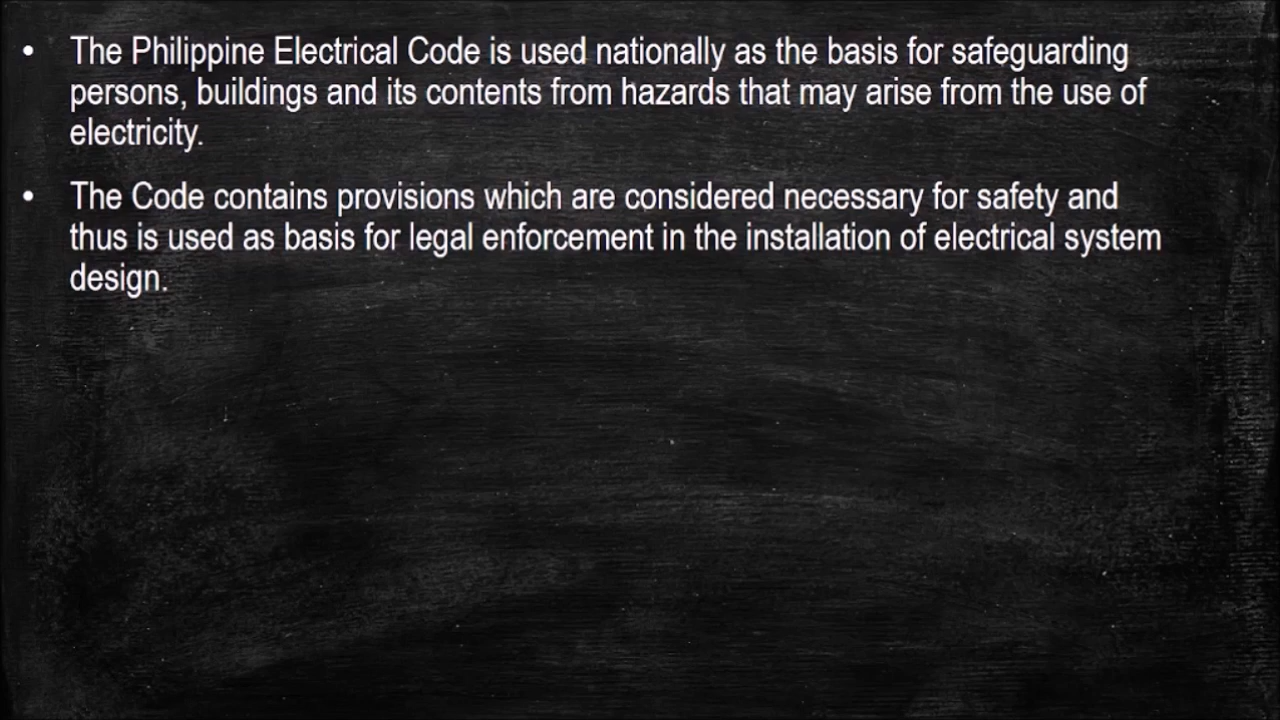 • The Philippine Electrical Code is used nationally as the basis for safeguarding
persons, buildings and its contents from hazards that may arise from the use of
electricity.
• The Code contains provisions which are considered necessary for safety and
thus is used as basis for legal enforcement in the installation of electrical system
design.